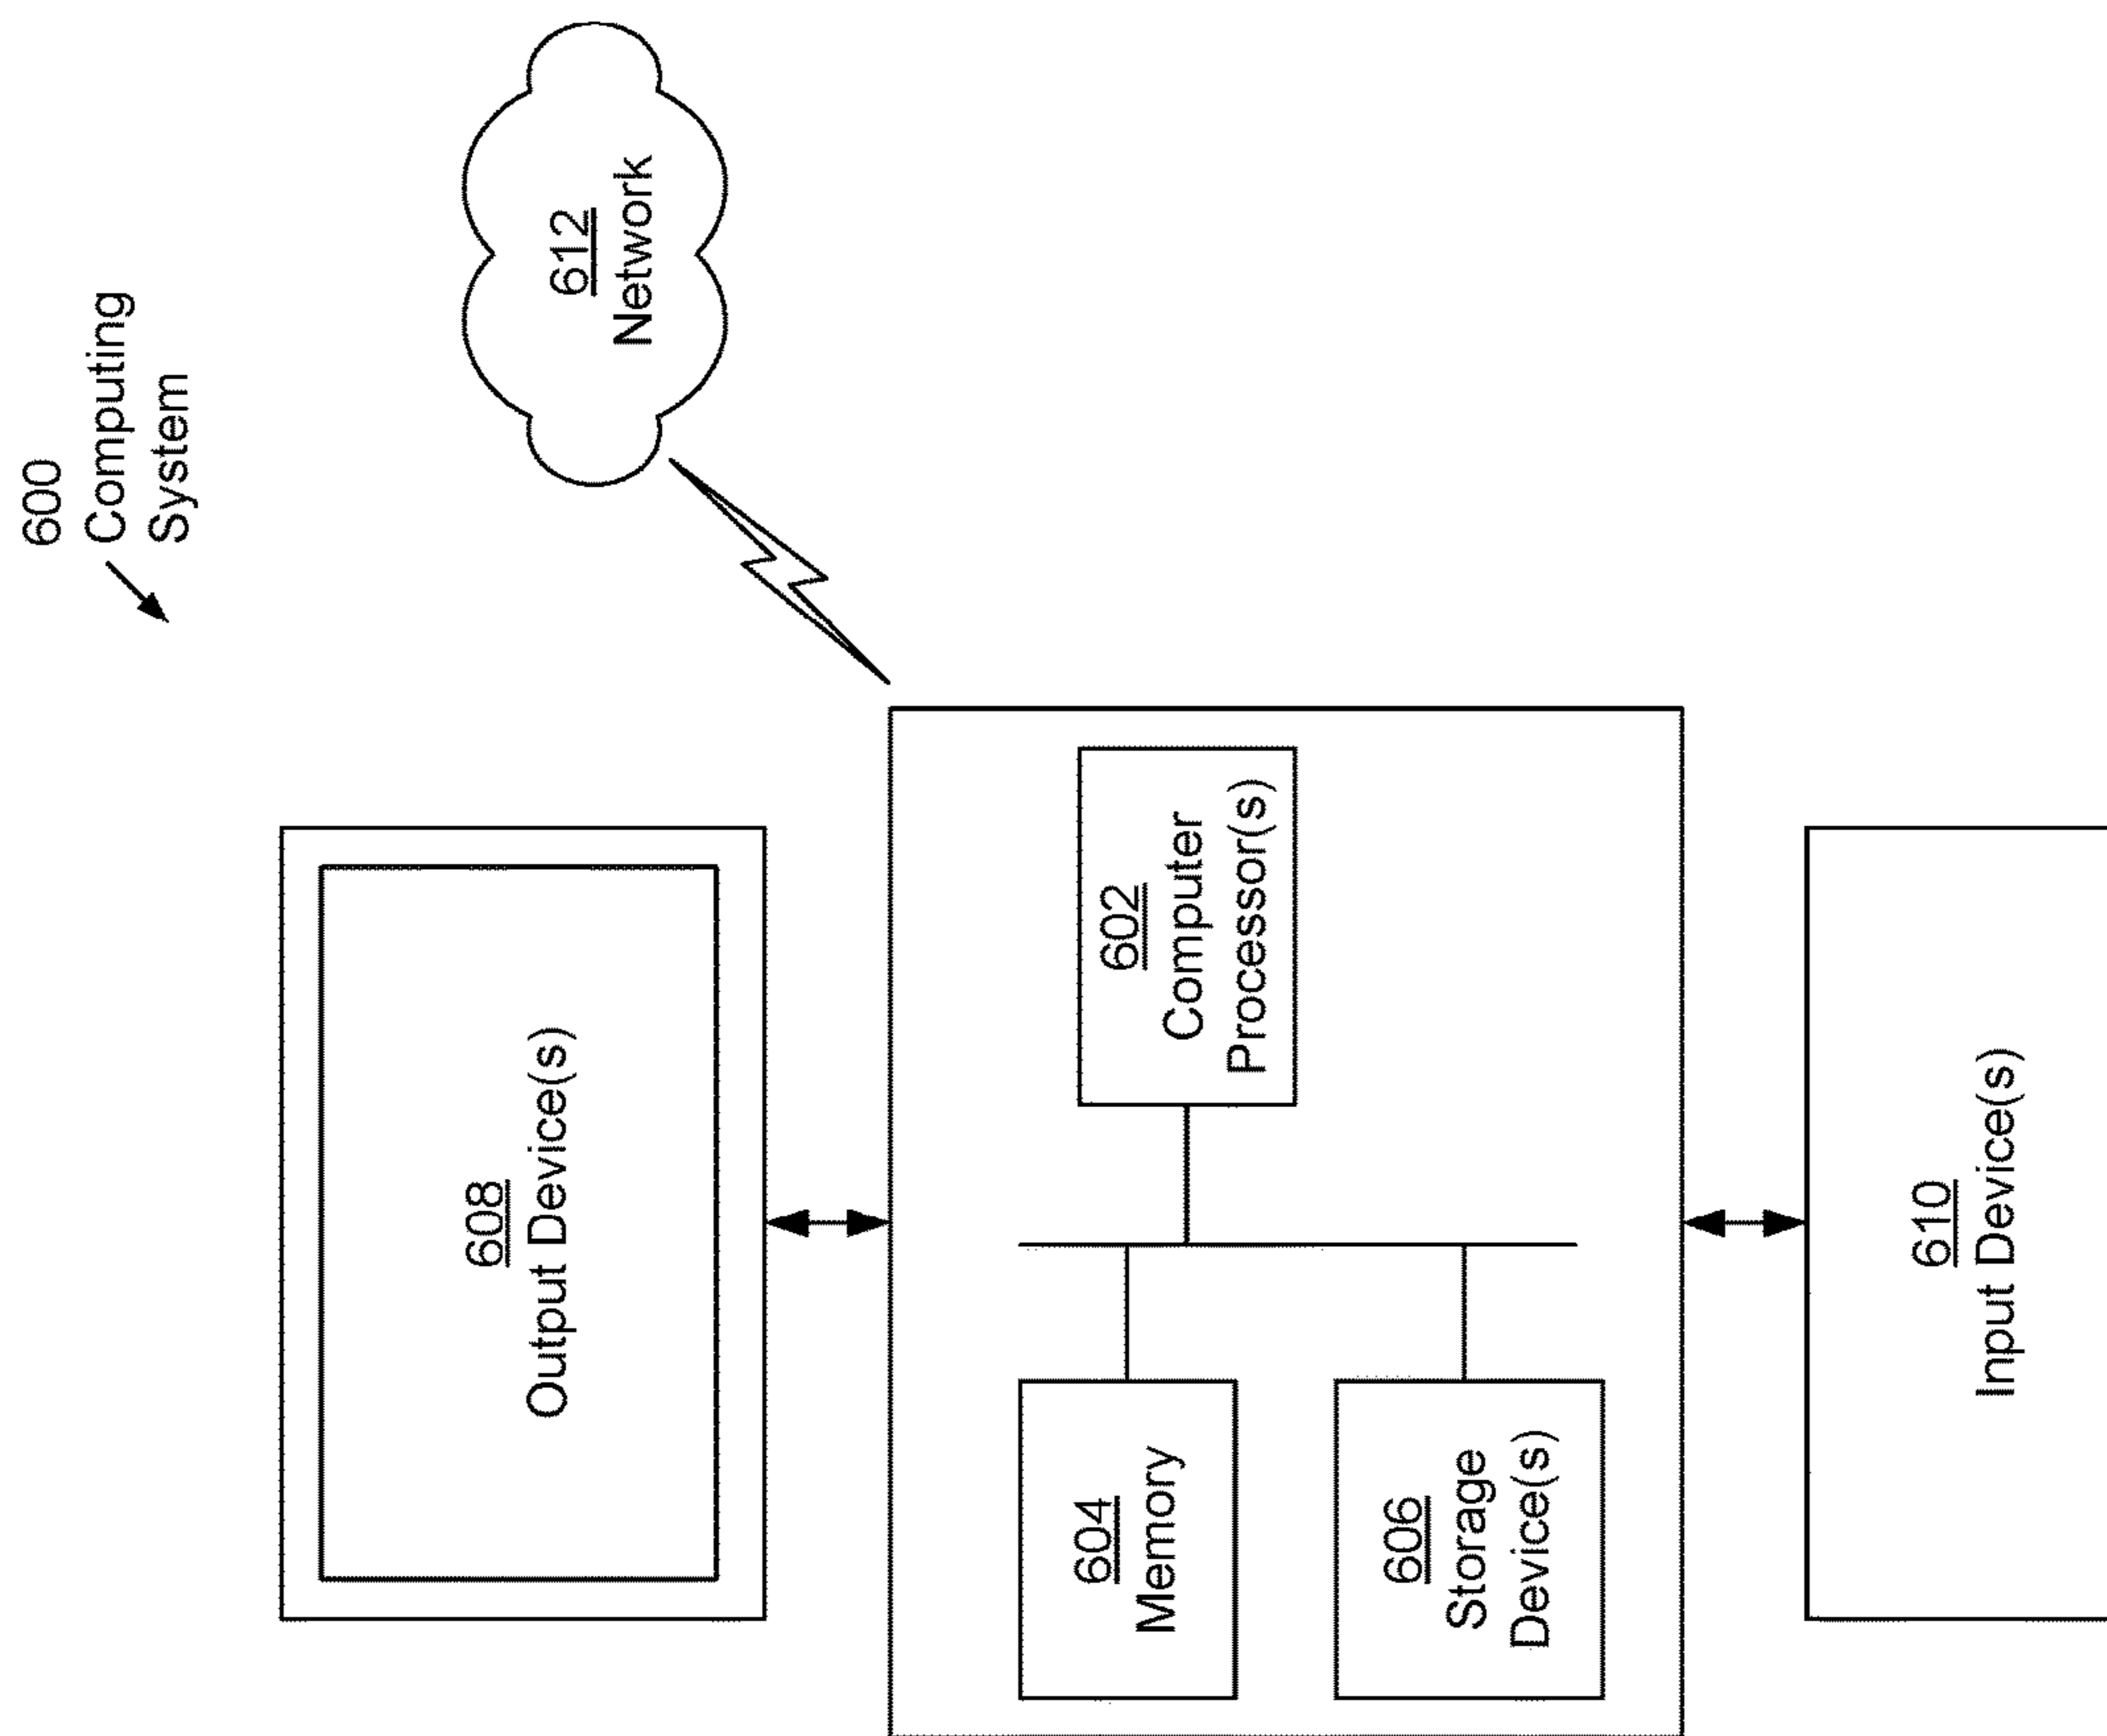 600
Computing
System
608
Output Device(s)
612
Network
604
Memory
602
Computer
Processor(s)
606
Storage
Device(s)
610
Input Device(s)